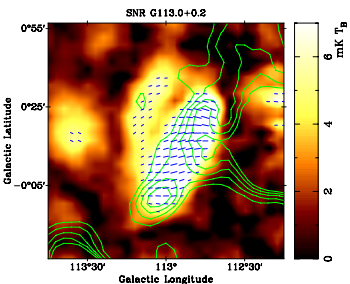 SNR G113.0+0.2
0°55'
0°25'
−0°05'
Galactic Latitude
113°30'
113°
112°30'
Galactic Longitude
6
4
2
0
mK T_B